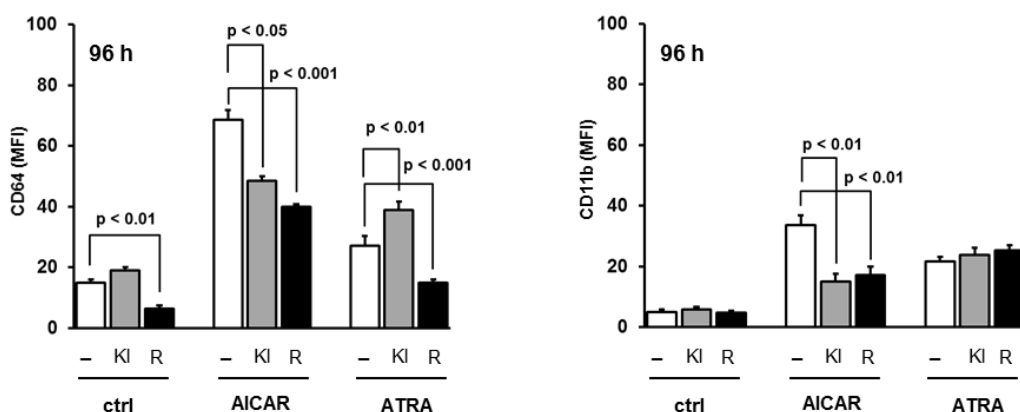 100
80
60
40
20
0
CD64 (MFI)
96 h
p < 0.05
p < 0.001
p < 0.01
p < 0.001
p < 0.01
– KI R – KI R – KI R
ctrl AICAR ATRA
100
80
60
40
20
0
CD11b (MFI)
96 h
p < 0.01
p < 0.01
– KI R – KI R – KI R
ctrl AICAR ATRA